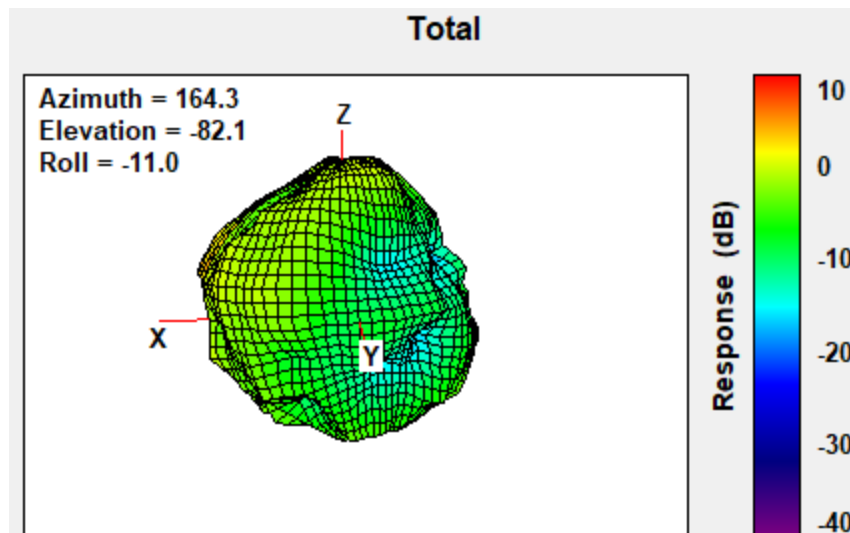 Total
Azimuth = 164.3
Elevation = -82.1
Roll = -11.0
Z
X
Y
Response (dB)
10
0
-10
-20
-30
-40